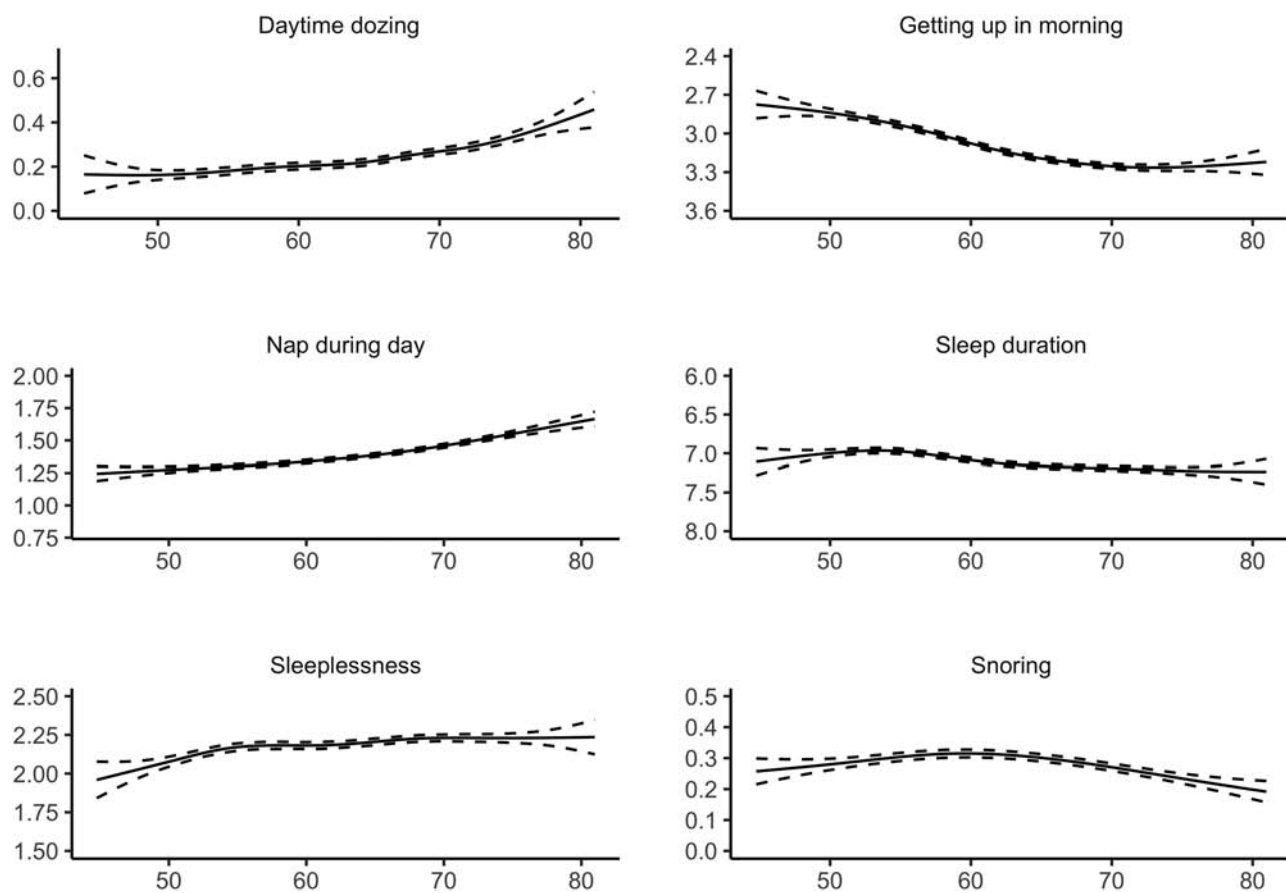 Daytime dozing
0.6
0.4
0.2
0.0
50 60 70 80
Getting up in morning
2.4
2.7
3.0
3.3
3.6
50 60 70 80
Nap during day
2.00
1.75
1.50
1.25
1.00
0.75
50 60 70 80
Sleep duration
6.0
6.5
7.0
7.5
8.0
50 60 70 80
Sleeplessness
2.50
2.25
2.00
1.75
1.50
50 60 70 80
Snoring
0.5
0.4
0.3
0.2
0.1
0.0
50 60 70 80